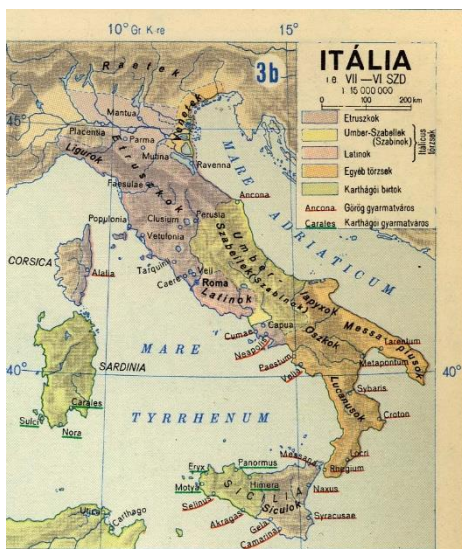 10° Gr. K-re
15°
3b
ITÁLIA
i.e. VII—VI SZD
1:15 000 000
0 100 200 km
Etruszkok
Umber-Szabellek (Szabinok)
Latinok
Italicus törzsek
Egyéb törzsek
Karthágói birtok
Ancona Görög gyarmatváros
Carales Karthágói gyarmatváros
Raetek
Mantua
Venetek
45°
Placentia
Parma
Etruszkok
Ligurok
Mutina
Ravenna
MARE ADRIATICUM
Faesulae
Ancona
Populonia
Clusium
Perusia
Vetulonia
Umber-Szabellek (Szabinok)
CORSICA
Alalia
Tarquinii
Caere
Veii
Roma
Latinok
Iapyxok
Cumae
Capua
Neapolis
Oszkok
Messapiusok
MARE
Paestum
Metapontum
40°
SARDINIA
Velia
Lucanusok
Sybaris
40°
Carales
TYRRHENUM
Croton
Sulci
Nora
Messana
Locri
Eryx
Panormus
Rhegium
Motya
Himera
Naxus
SICILIA
Selinus
Siculok
Akragas
Syracusae
Utica
Gela
Carthago
Camarina